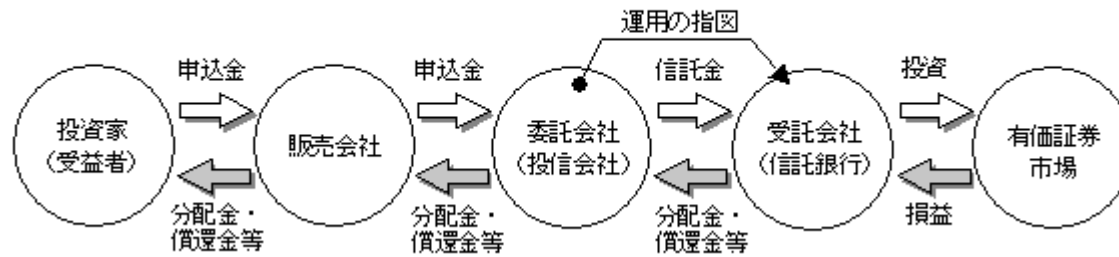 運用の指図
申込金
申込金
信託金
投資
投資家
(受益者)
販売会社
委託会社
(投信会社)
受託会社
(信託銀行)
有価証券
市場
分配金・
償還金等
分配金・
償還金等
分配金・
償還金等
損益